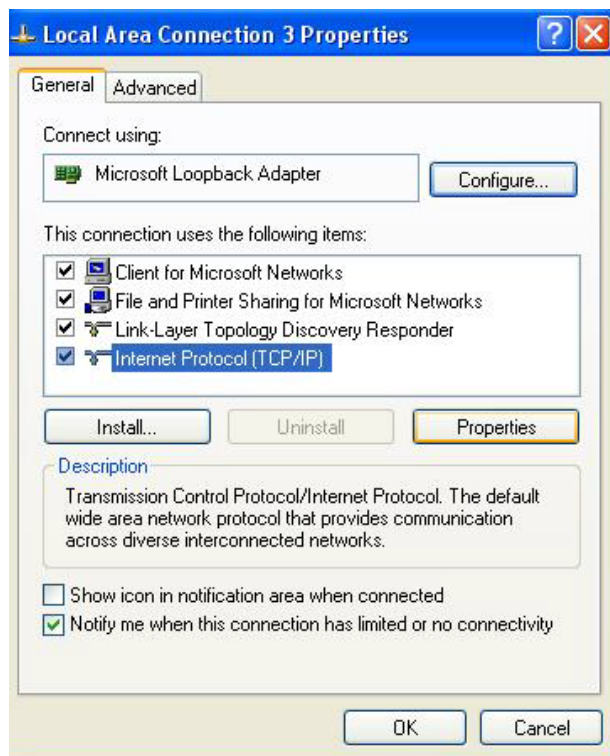 Local Area Connection 3 Properties
?
General
Advanced
Connect using:
Microsoft Loopback Adapter
Configure...
This connection uses the following items:
Client for Microsoft Networks
File and Printer Sharing for Microsoft Networks
Link-Layer Topology Discovery Responder
Internet Protocol (TCP/IP)
Install...
Uninstall
Properties
Description
Transmission Control Protocol/Internet Protocol. The default
wide area network protocol that provides communication
across diverse interconnected networks.
Show icon in notification area when connected
Notify me when this connection has limited or no connectivity
OK
Cancel